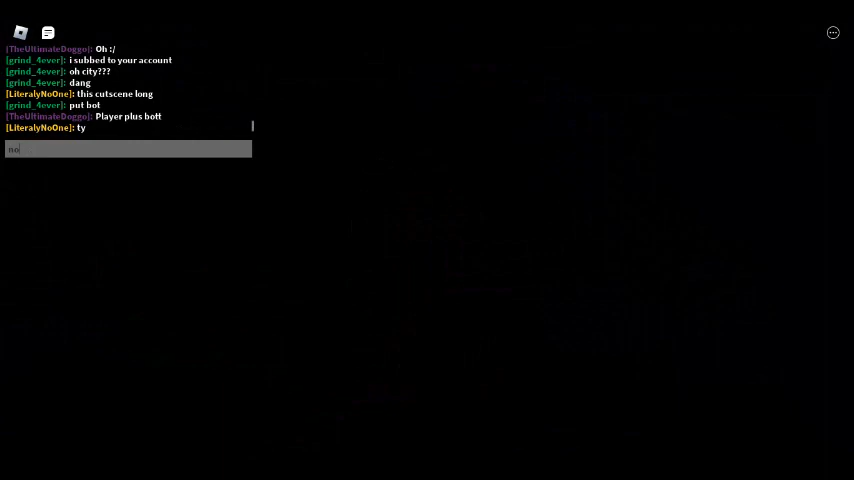 [TheUltimateDoggo]: Oh :/
[grind_4ever]: i subbed to your account
[grind_4ever]: oh city???
[grind_4ever]: dang
[LiteralyNoOne]: this cutscene long
[grind_4ever]: put bot
[TheUltimateDoggo]: Player plus bott
[LiteralyNoOne]: ty
no